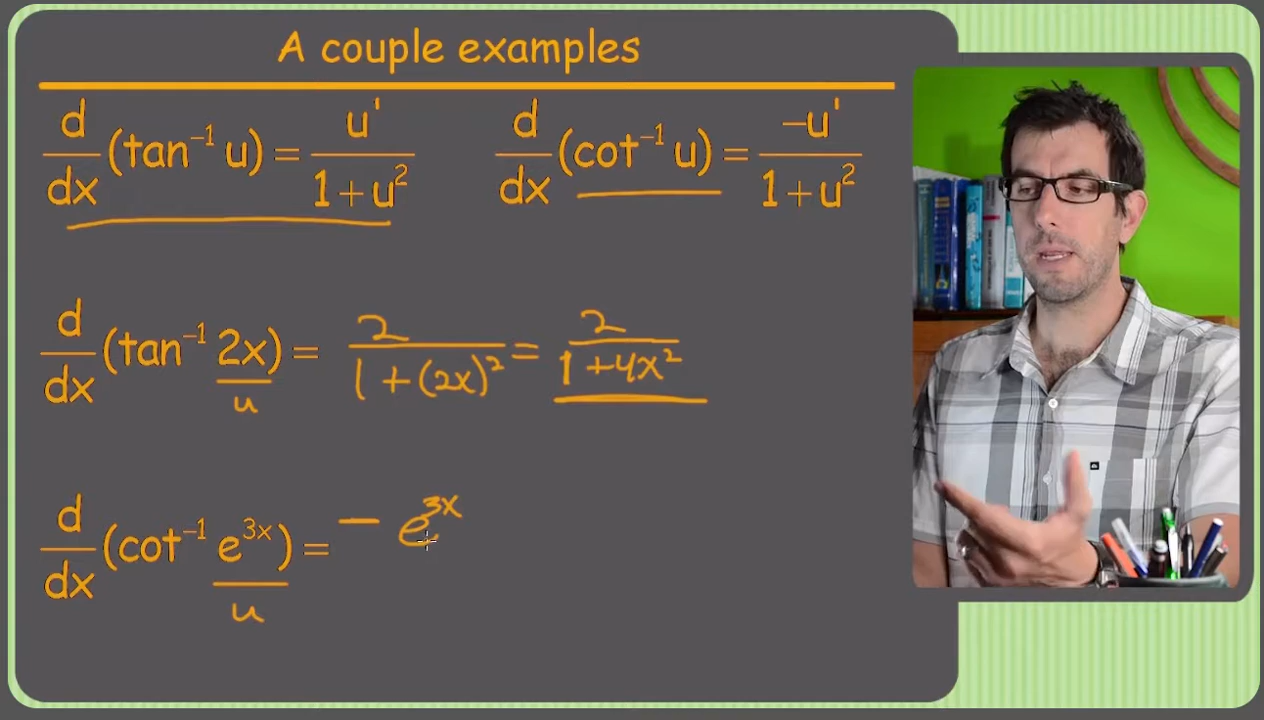 A couple examples
d/dx (tan⁻¹ u) = u'/(1 + u²)    d/dx (cot⁻¹ u) = -u'/(1 + u²)
d/dx (tan⁻¹ 2x) = 2/(1 + (2x)²) = 2/(1 + 4x²)
u
d/dx (cot⁻¹ e³ˣ) = - e³ˣ
u